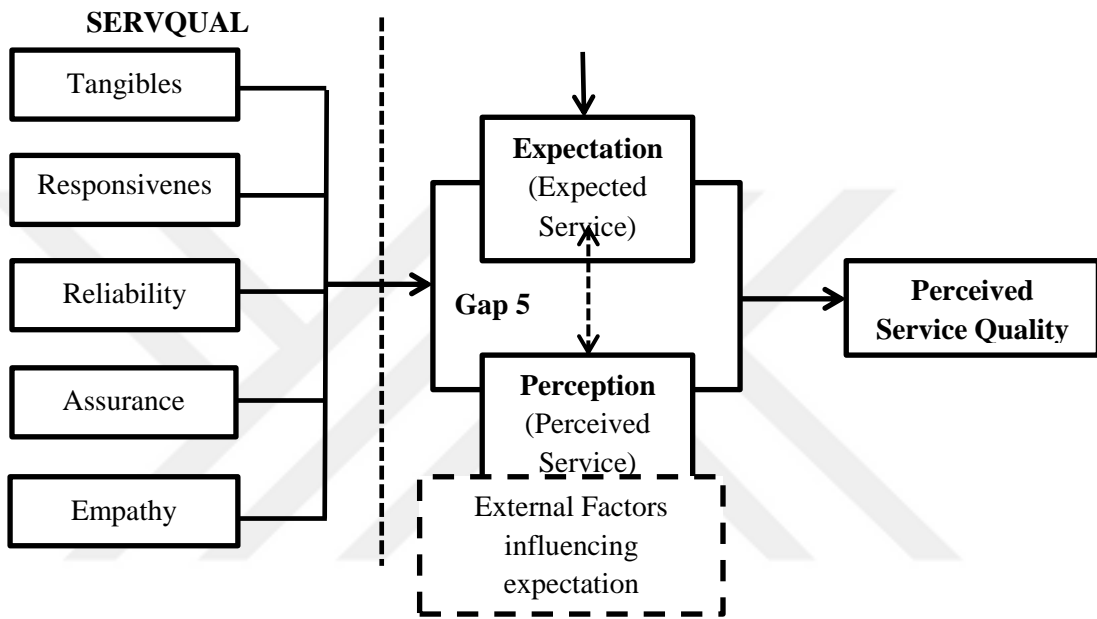 SERVQUAL
Tangibles
Responsivenes
Reliability
Assurance
Empathy
Expectation
(Expected
Service)
Gap 5
Perception
(Perceived
Service)
External Factors
influencing
expectation
Perceived
Service Quality